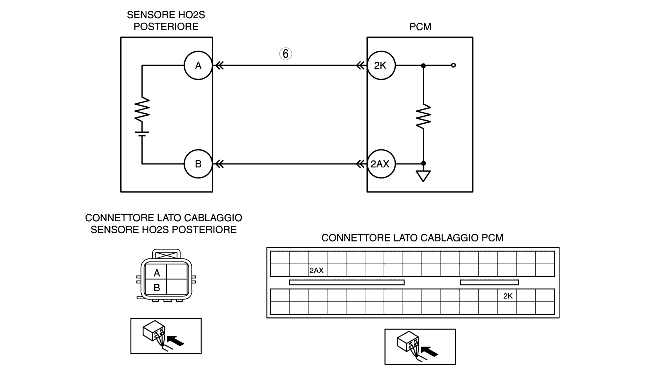 SENSORE HO2S
POSTERIORE
PCM
A
6
2K
B
2AX
CONNETTORE LATO CABLAGGIO
SENSORE HO2S POSTERIORE
CONNETTORE LATO CABLAGGIO PCM
A
B
2AX
2K